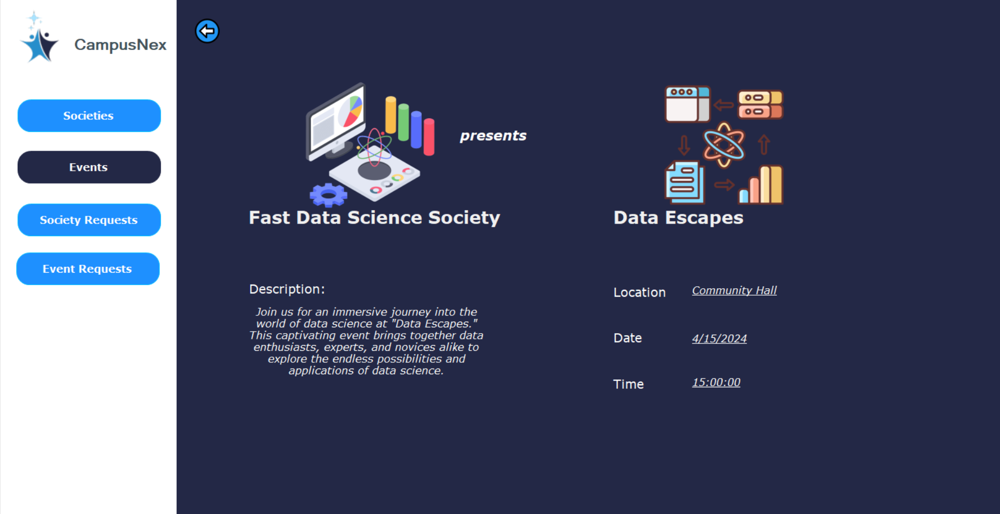 CampusNex
Societies
Events
Society Requests
Event Requests
presents
Fast Data Science Society
Data Escapes
Description:
Join us for an immersive journey into the
world of data science at "Data Escapes."
This captivating event brings together data
enthusiasts, experts, and novices alike to
explore the endless possibilities and
applications of data science.
Location Community Hall
Date 4/15/2024
Time 15:00:00